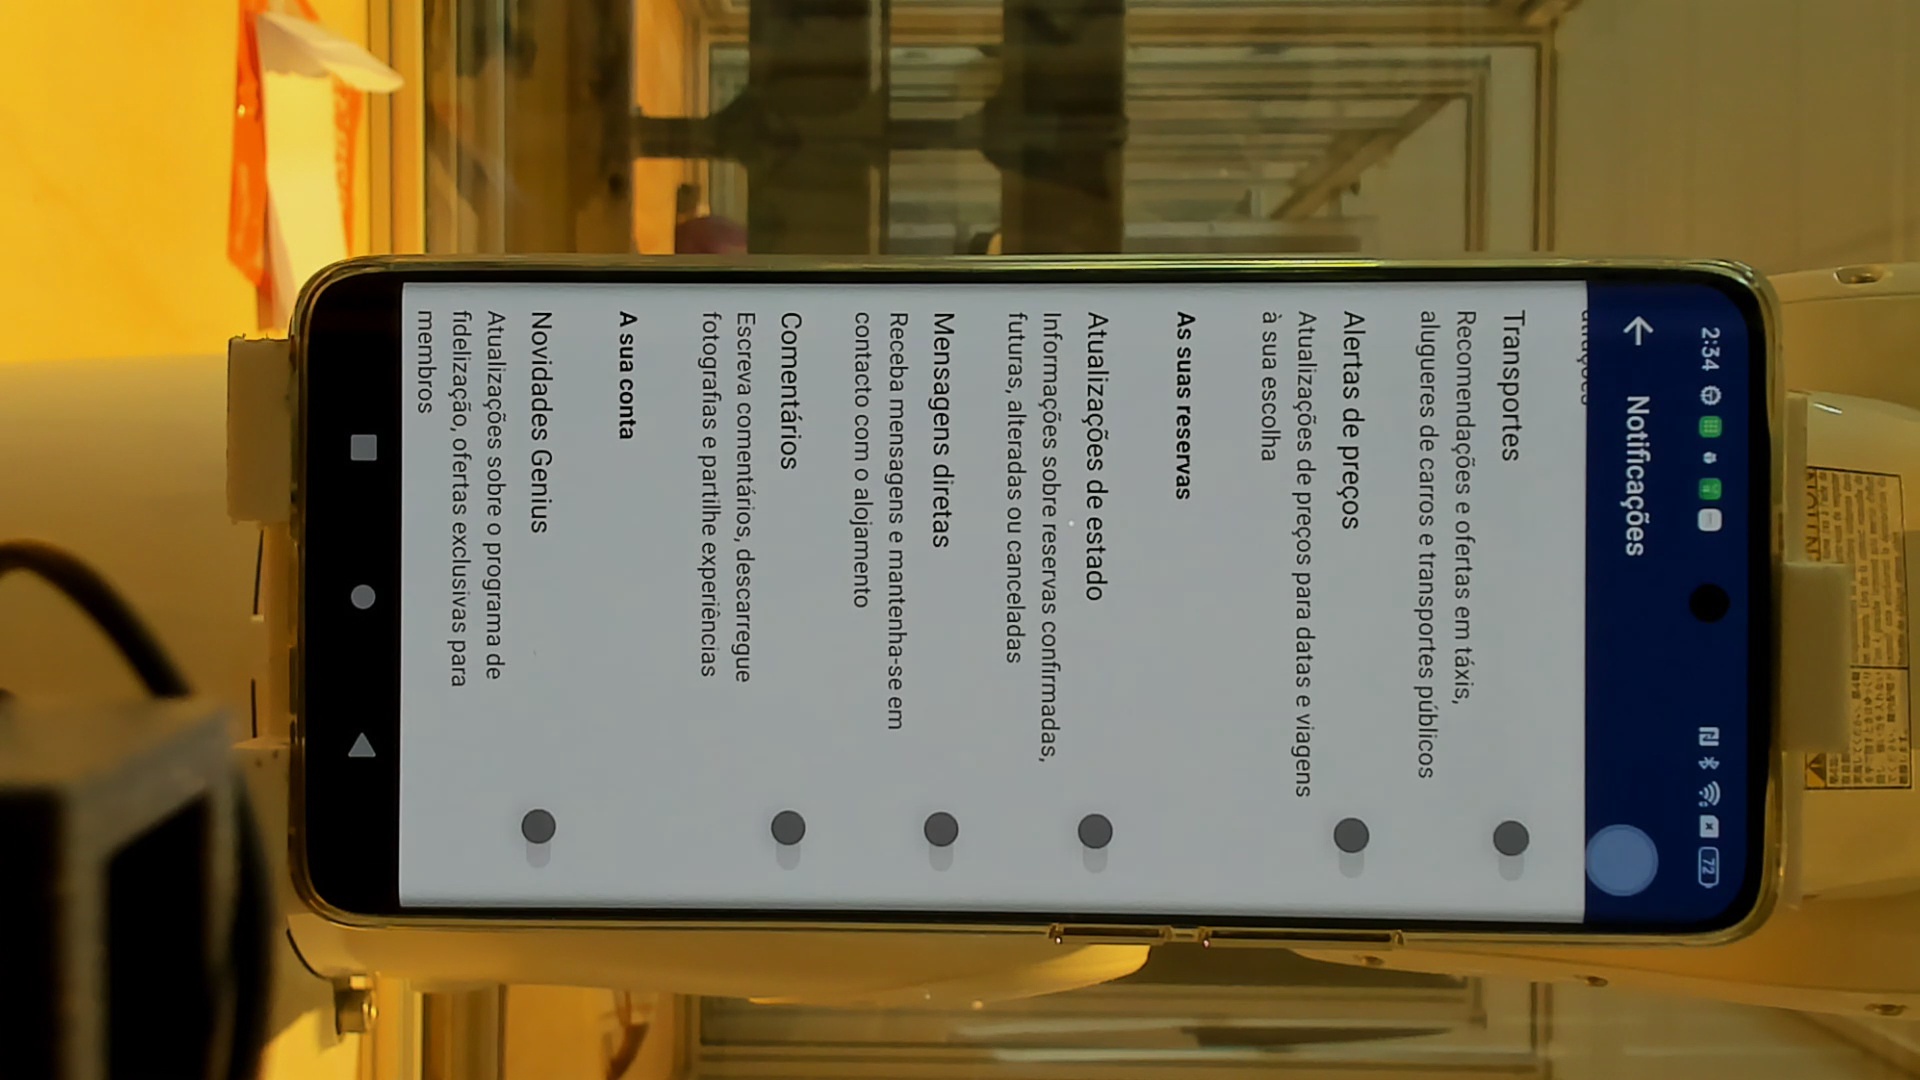 2:34
72
Notificações
Transportes
Recomendações e ofertas em táxis,
alugueres de carros e transportes públicos
Alertas de preços
Atualizações de preços para datas e viagens
à sua escolha
As suas reservas
Atualizações de estado
Informações sobre reservas confirmadas,
futuras, alteradas ou canceladas
Mensagens diretas
Receba mensagens e mantenha-se em
contacto com o alojamento
Comentários
Escreva comentários, descarregue
fotografias e partilhe experiências
A sua conta
Novidades Genius
Atualizações sobre o programa de
fidelização, ofertas exclusivas para
membros